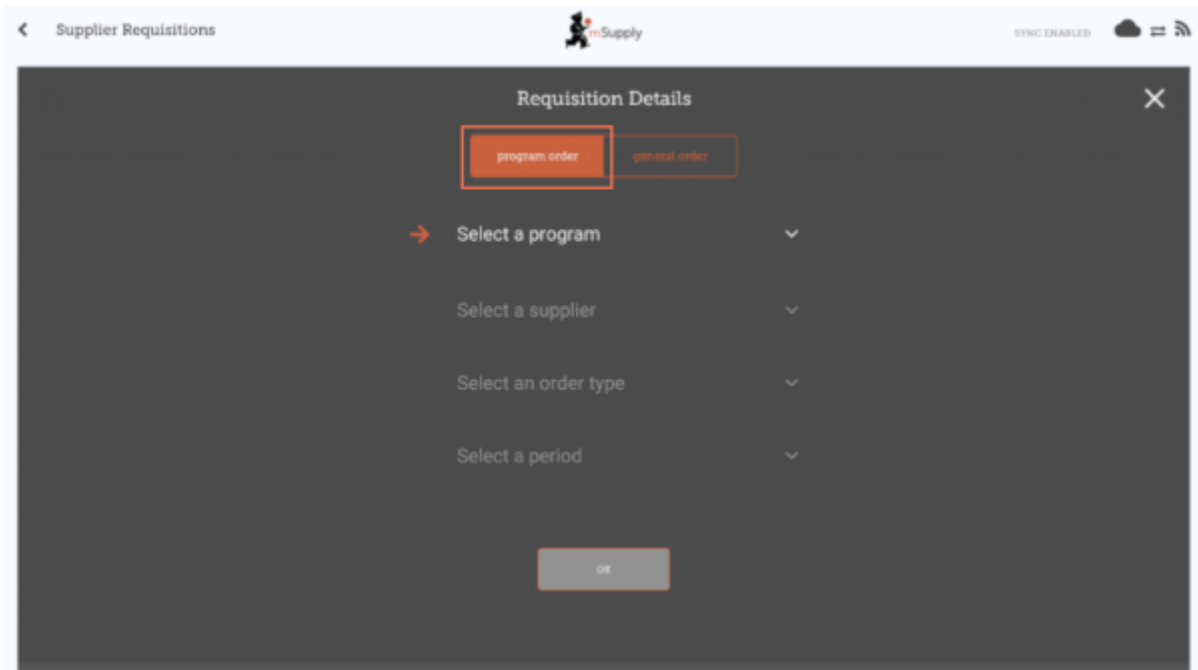 Supplier Requisitions
mSupply
SYNC ENABLED
Requisition Details
program order
general order
Select a program
Select a supplier
Select an order type
Select a period
OK